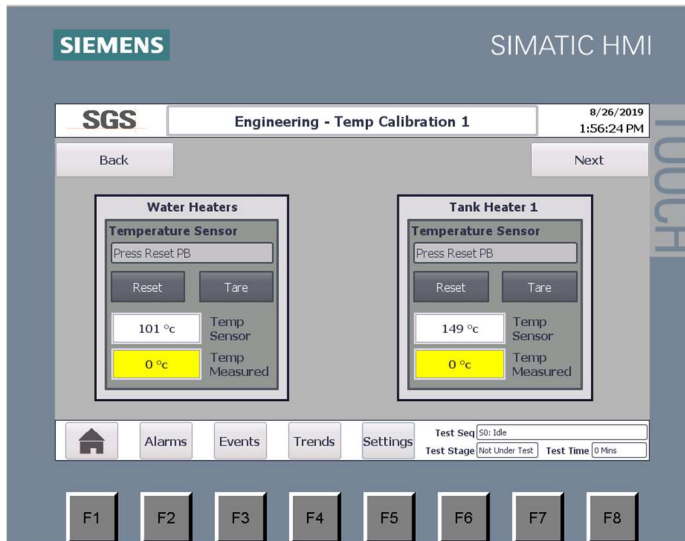 SIEMENS
SIMATIC HMI
TOUCH
SGS
Engineering - Temp Calibration 1
8/26/2019
1:56:24 PM
Back
Next
Water Heaters
Temperature Sensor
Press Reset PB
Reset
Tare
101 °c
Temp
Sensor
0 °c
Temp
Measured
Tank Heater 1
Temperature Sensor
Press Reset PB
Reset
Tare
149 °c
Temp
Sensor
0 °c
Temp
Measured
Alarms
Events
Trends
Settings
Test Seq S0: Idle
Test Stage Not Under Test Test Time 0 Mins
F1 F2 F3 F4 F5 F6 F7 F8